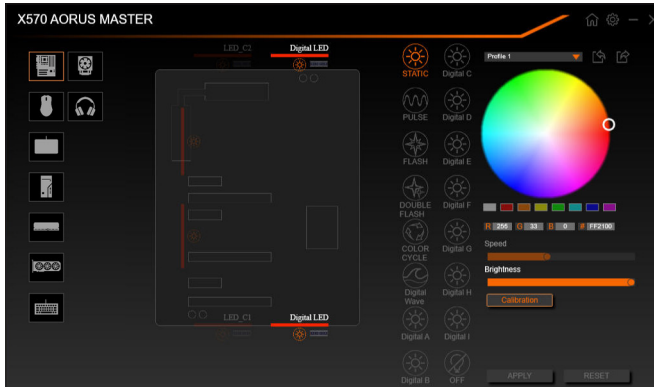 X570 AORUS MASTER
LED_C2 Digital LED
STATIC Digital C
PULSE Digital D
FLASH Digital E
DOUBLE FLASH Digital F
COLOR CYCLE Digital G
Digital Wave Digital H
Digital A Digital I
Digital B OFF
LED_C1 Digital LED
Profile 1
R 255 G 33 B 0 # FF2100
Speed
Brightness
Calibration
APPLY RESET